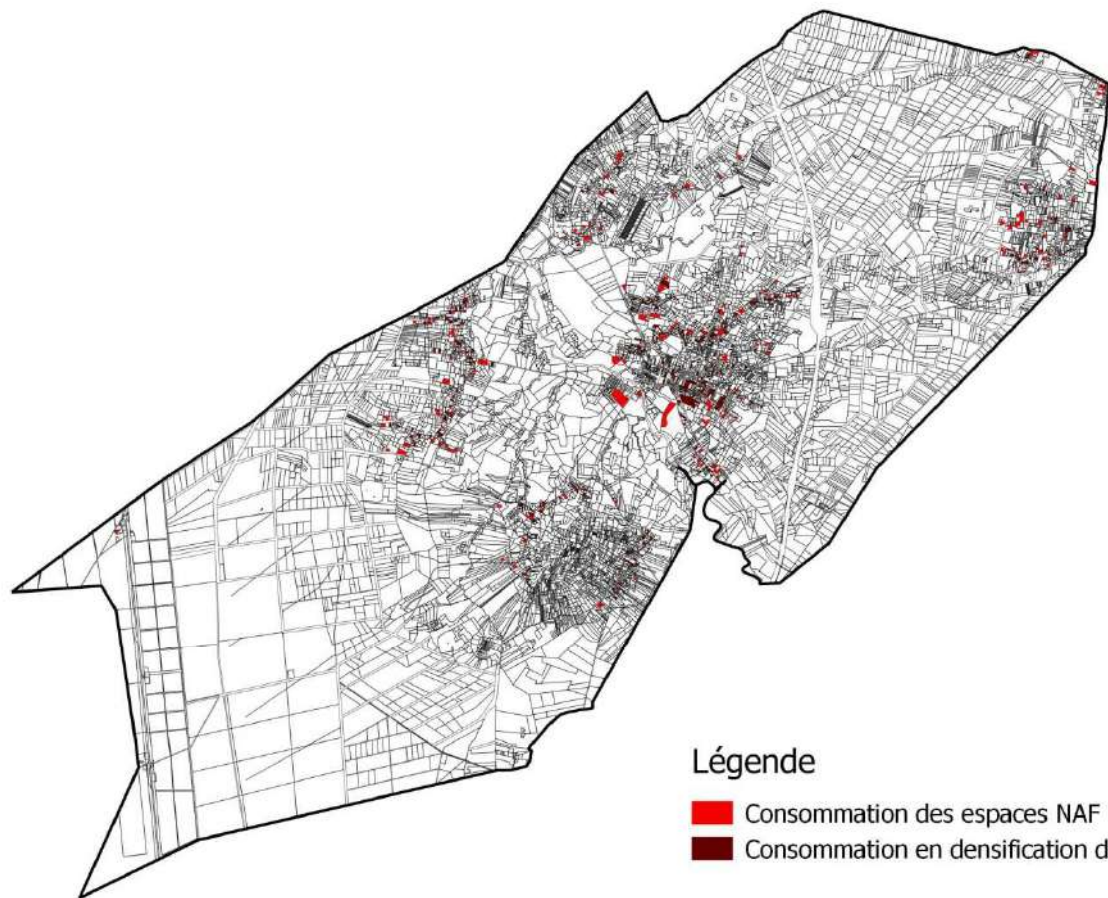 Légende
Consommation des espaces NAF
Consommation en densification d